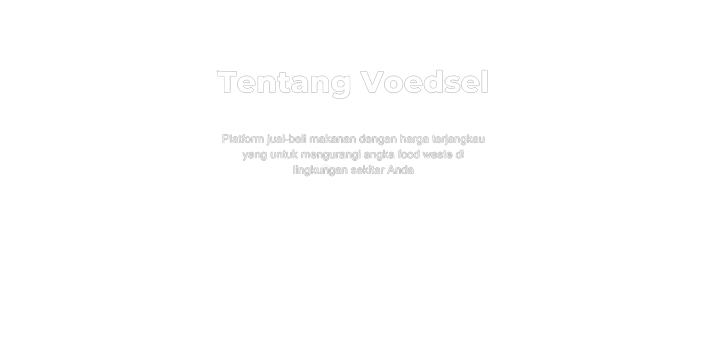 Tentang Voedsel
Platform jual-beli makanan dengan harga terjangkau
yang untuk mengurangi angka food waste di
lingkungan sekitar Anda